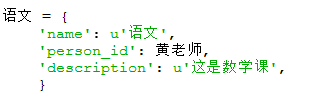 语文 = {
'name': u'语文',
'person_id': 黄老师,
'description': u'这是数学课',
}